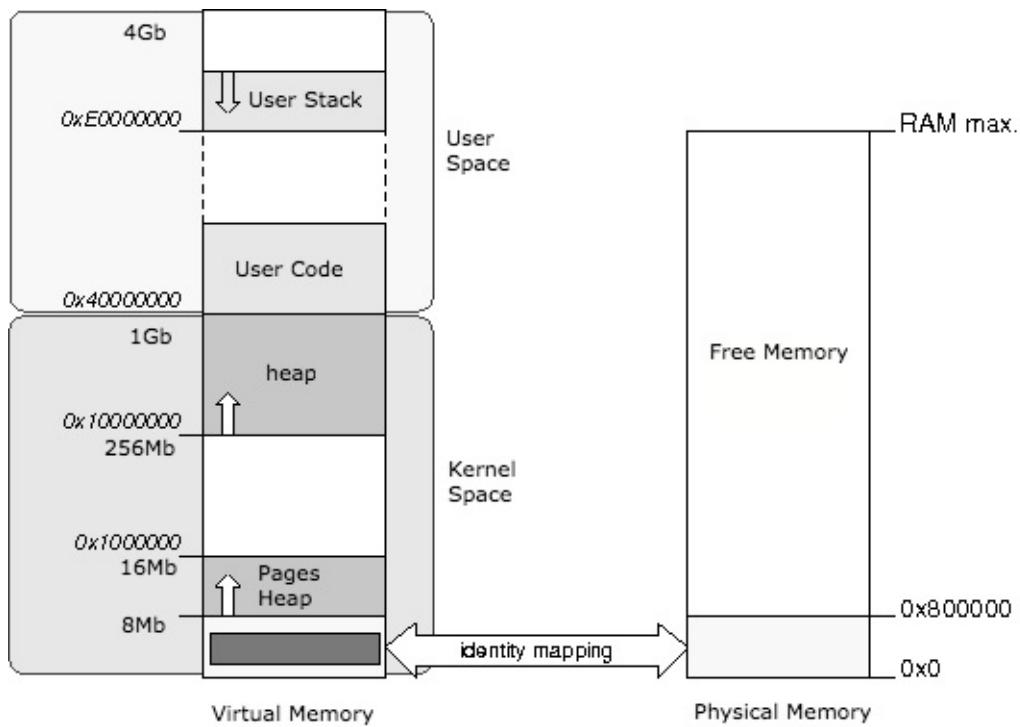 4Gb
User Stack
0xE0000000
User
Space
User Code
0x40000000
1Gb
heap
0x10000000
256Mb
Kernel
Space
0x1000000
16Mb
Pages
Heap
8Mb
identity mapping
Virtual Memory
RAM max.
Free Memory
0x800000
0x0
Physical Memory